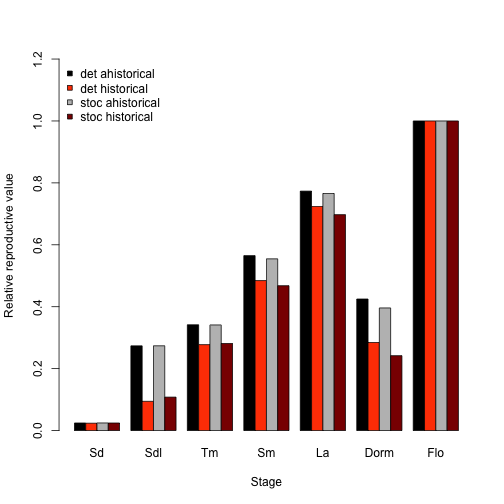 Relative reproductive value
1.2
1.0
0.8
0.6
0.4
0.2
0.0
det ahistorical
det historical
stoc ahistorical
stoc historical
Sd Sdl Tm Sm La Dorm Flo
Stage